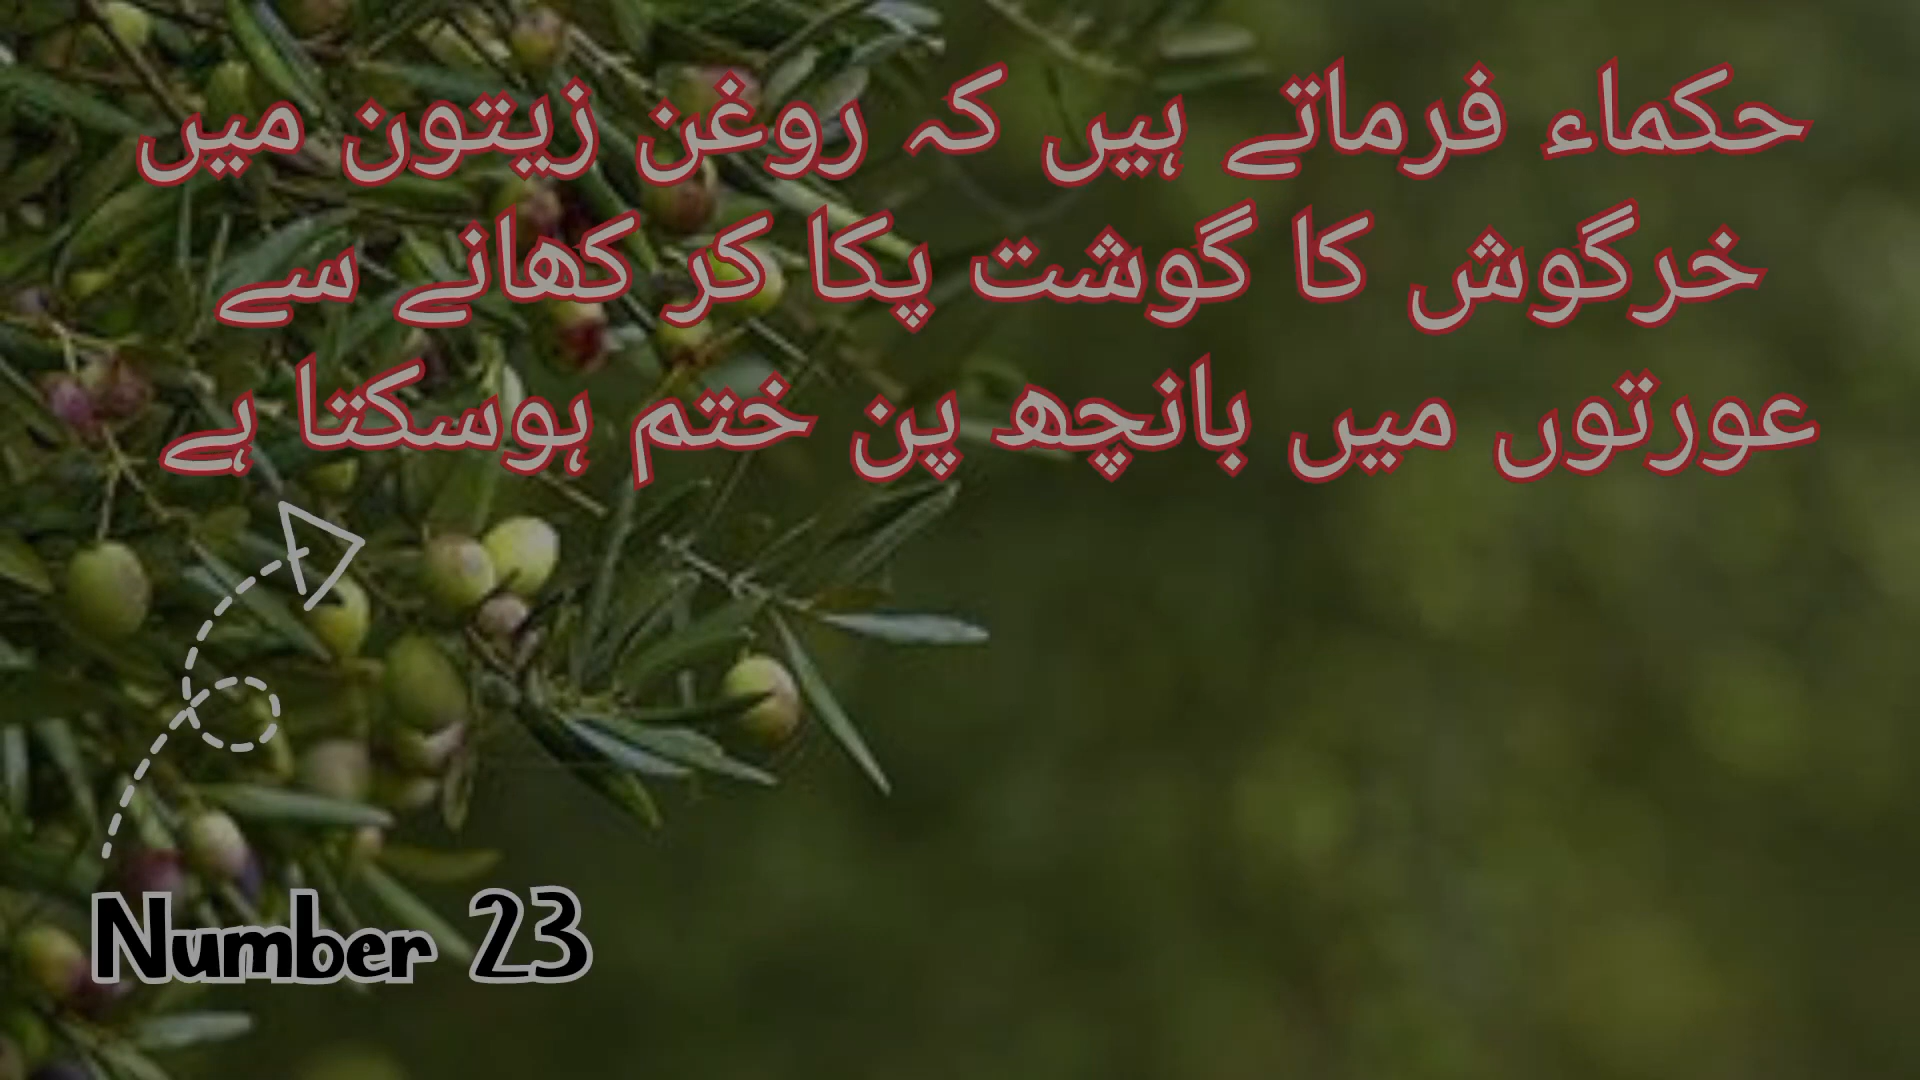 حکماء فرماتے ہیں کہ روغن زیتون میں
خرگوش کا گوشت پکا کر کھانے سے
عورتوں میں بانچھ پن ختم ہوسکتا ہے
Number 23